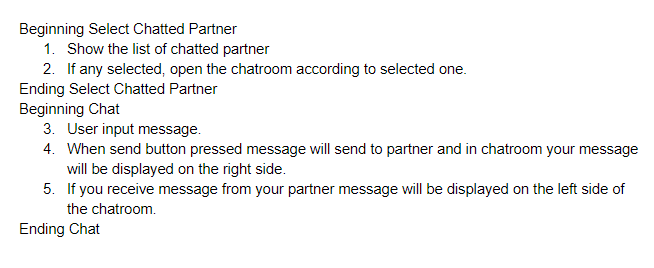 Beginning Select Chatted Partner
1. Show the list of chatted partner
2. If any selected, open the chatroom according to selected one.
Ending Select Chatted Partner
Beginning Chat
3. User input message.
4. When send button pressed message will send to partner and in chatroom your message
will be displayed on the right side.
5. If you receive message from your partner message will be displayed on the left side of
the chatroom.
Ending Chat